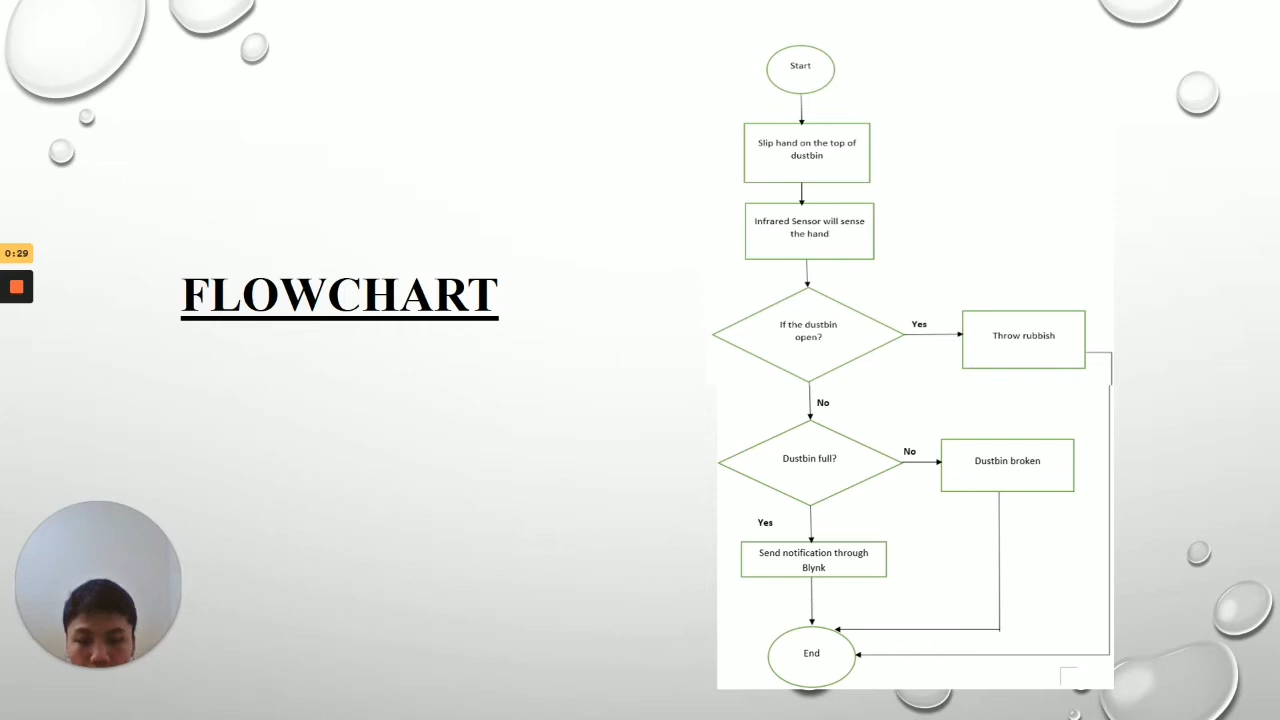 Start
Slip hand on the top of
dustbin
Infrared Sensor will sense
the hand
0:29
FLOWCHART
If the dustbin
open?
Yes
Throw rubbish
No
Dustbin full?
No
Dustbin broken
Yes
Send notification through
Blynk
End